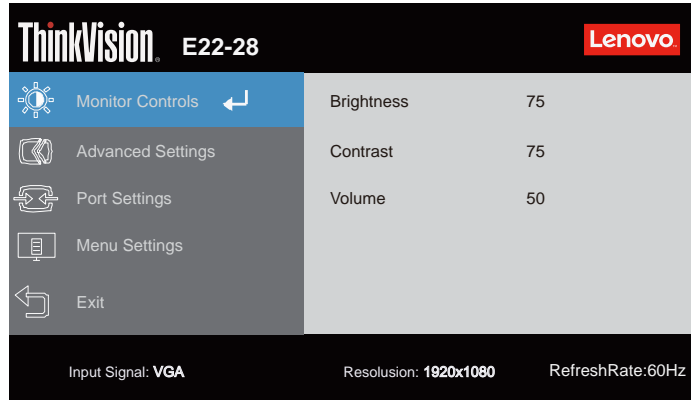 ThinkVision. E22-28 Lenovo.
Monitor Controls Brightness 75
Advanced Settings Contrast 75
Port Settings Volume 50
Menu Settings
Exit
Input Signal: VGA Resolusion: 1920x1080 RefreshRate:60Hz